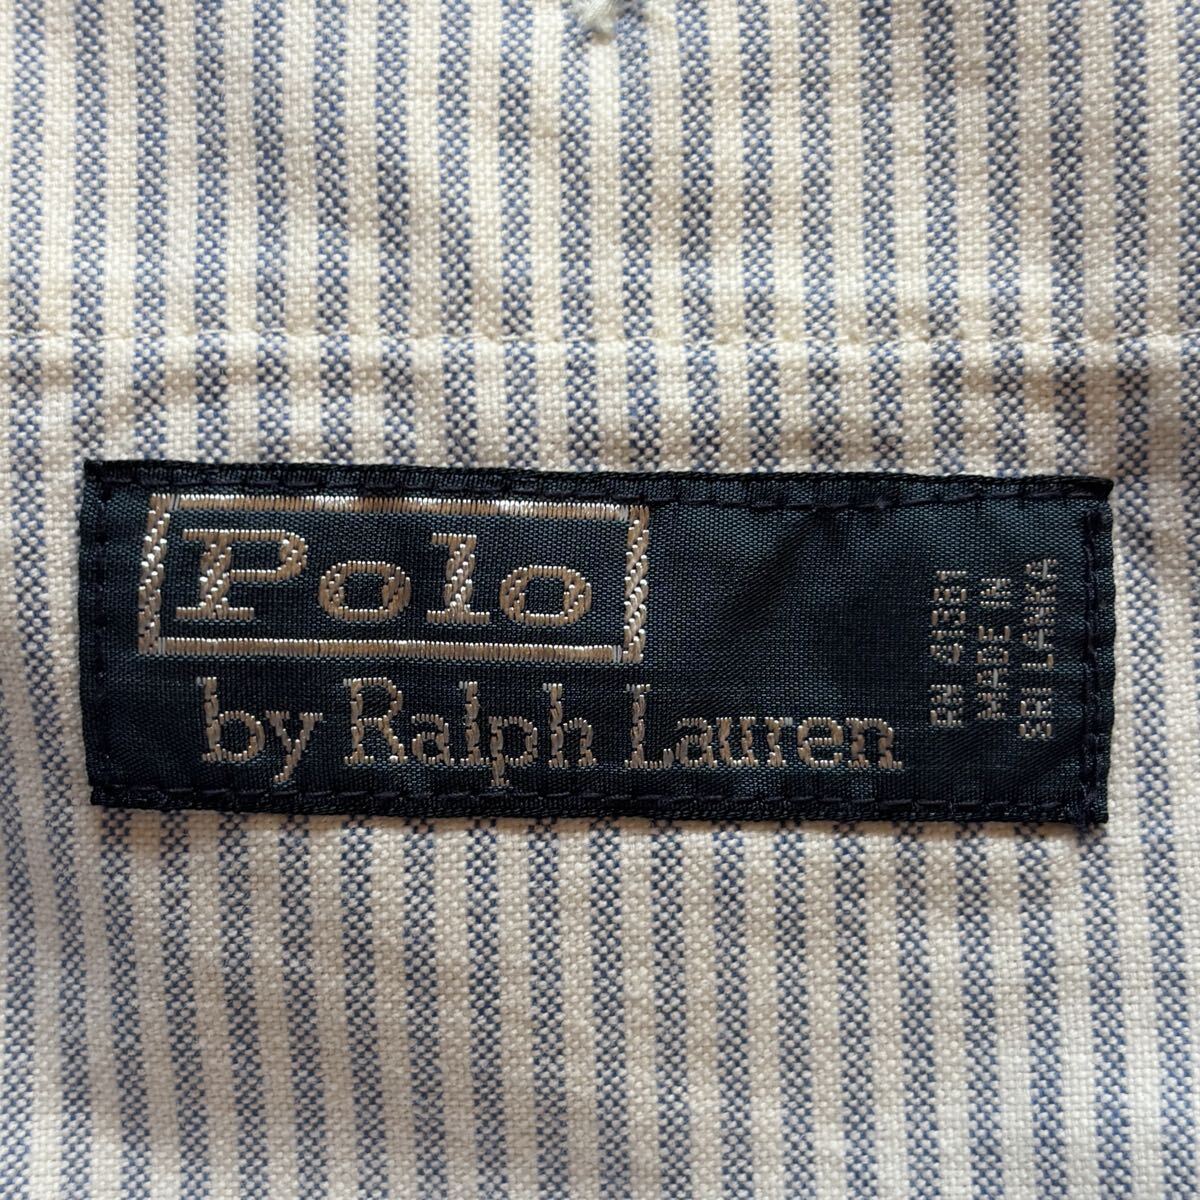 Polo
by Ralph Lauren
RN 41381
MADE IN
SRI LANKA